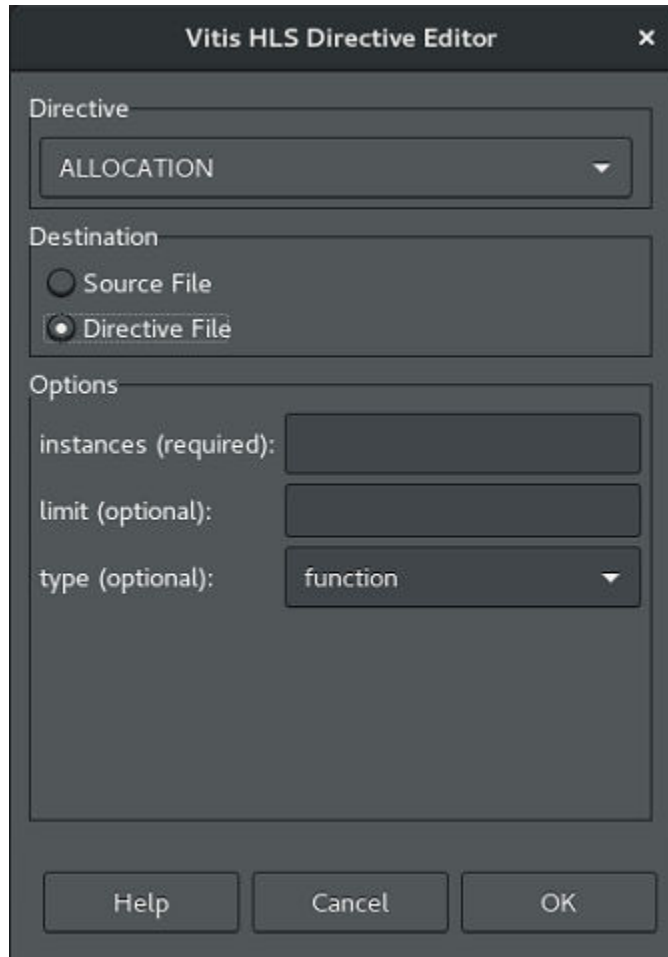 Vitis HLS Directive Editor ×
Directive
ALLOCATION
Destination
Source File
Directive File
Options
instances (required):
limit (optional):
type (optional): function
Help Cancel OK